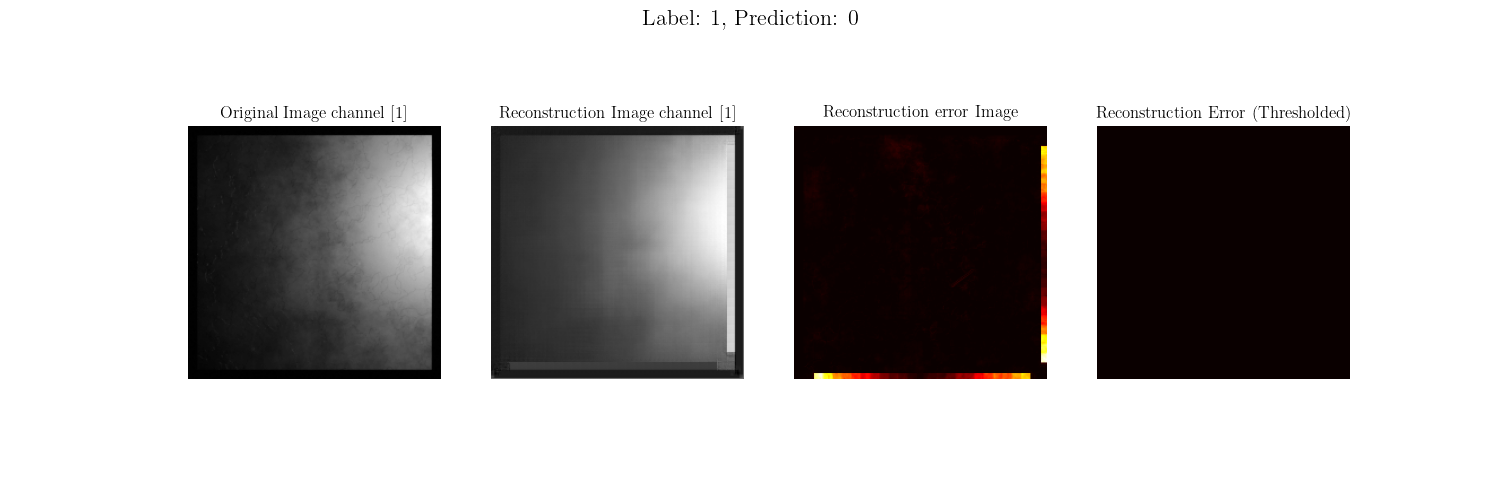 Label: 1, Prediction: 0
Original Image channel [1]
Reconstruction Image channel [1]
Reconstruction error Image
Reconstruction Error (Thresholded)